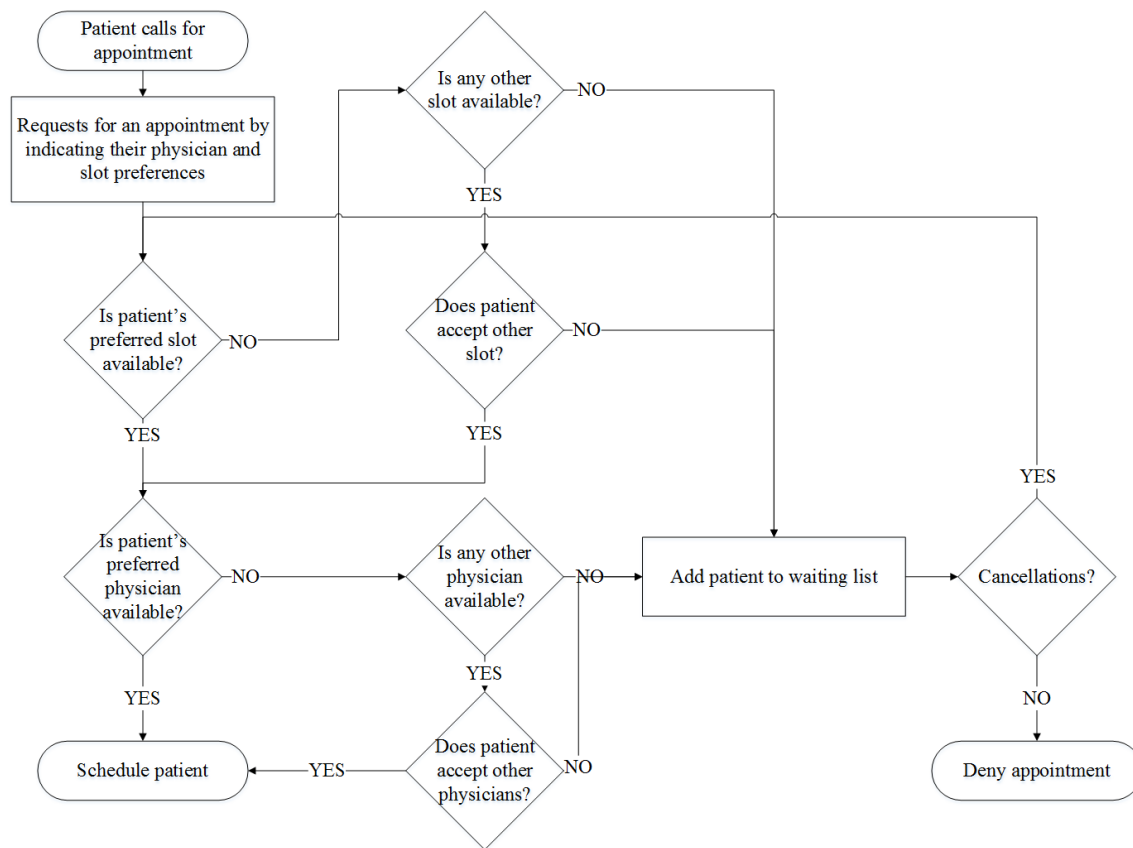 Patient calls for
appointment
Requests for an appointment by
indicating their physician and
slot preferences
Is any other
slot available?
NO
YES
Is patient's
preferred slot
available?
NO
YES
Does patient
accept other
slot?
NO
YES
Is patient's
preferred
physician
available?
NO
YES
Is any other
physician
available?
NO
YES
Add patient to waiting list
Cancellations?
YES
NO
Schedule patient
YES
Does patient
accept other
physicians?
NO
Deny appointment